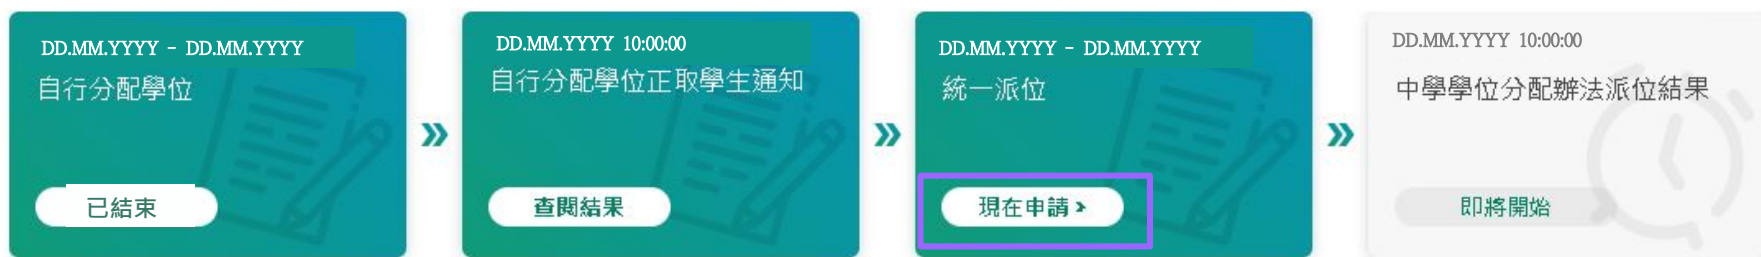 DD.MM.YYYY - DD.MM.YYYY
自行分配學位
已結束
DD.MM.YYYY 10:00:00
自行分配學位正取學生通知
查閱結果
DD.MM.YYYY - DD.MM.YYYY
統一派位
現在申請 >
DD.MM.YYYY 10:00:00
中學學位分配辦法派位結果
即將開始